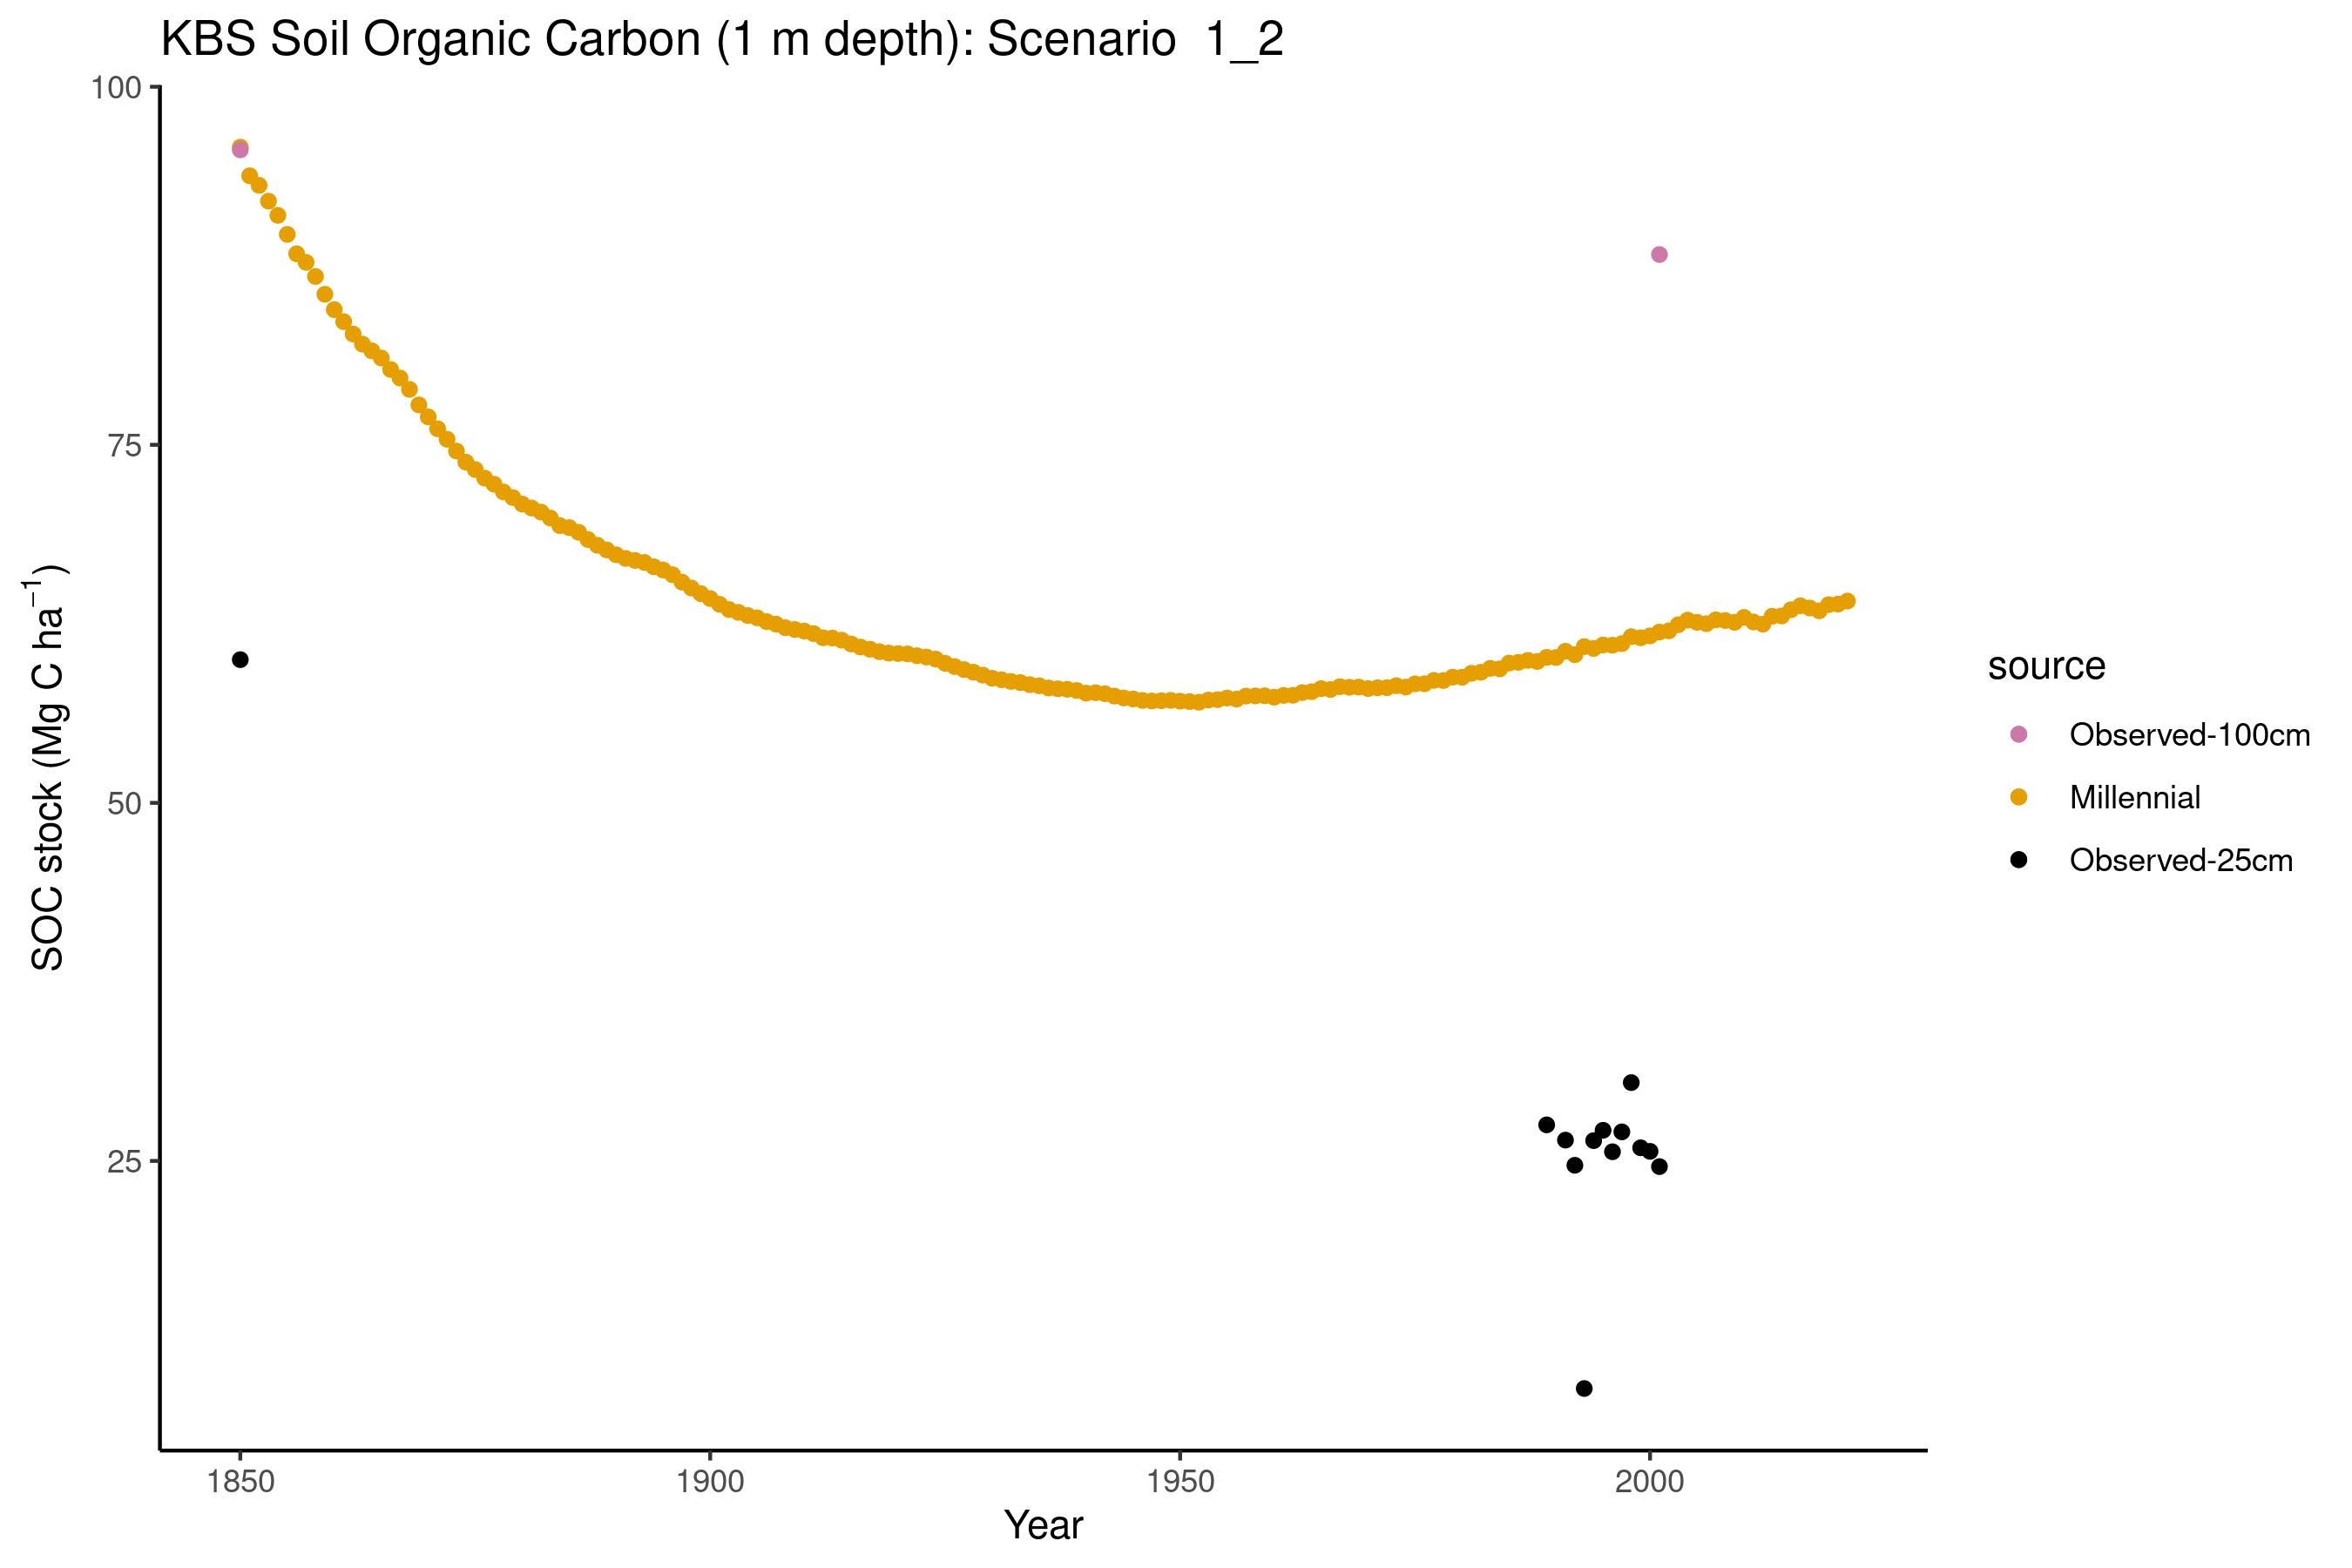 KBS Soil Organic Carbon (1 m depth): Scenario  1_2
100
75
50
25
SOC stock (Mg C ha⁻¹)
1850
1900
1950
2000
Year
source
Observed-100cm
Millennial
Observed-25cm